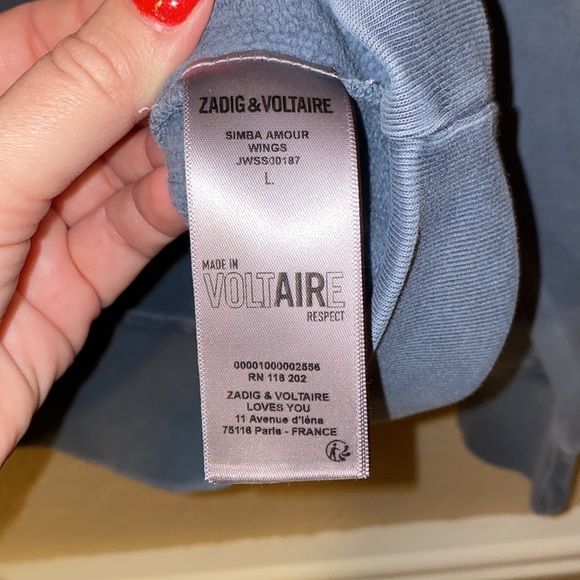 ZADIG & VOLTAIRE
SIMBA AMOUR
WINGS
JWSS00187
L.
MADE IN
VOLTAIRE
RESPECT
00001000002556
RN 118 202
ZADIG & VOLTAIRE
LOVES YOU
11 Avenue d'Iéna
75116 Paris - FRANCE